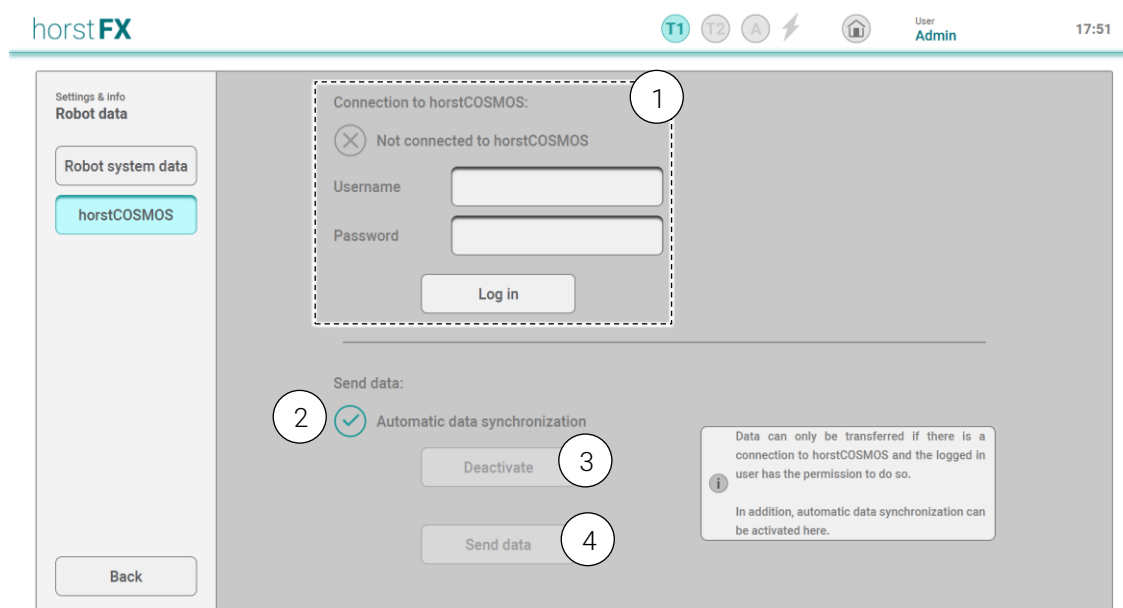 horstFX
T1 T2 A
User
Admin
17:51
Settings & info
Robot data
Robot system data
horstCOSMOS
Back
Connection to horstCOSMOS:
1
Not connected to horstCOSMOS
Username
Password
Log in
Send data:
2
Automatic data synchronization
Deactivate
3
Send data
4
Data can only be transferred if there is a
connection to horstCOSMOS and the logged in
user has the permission to do so.
i
In addition, automatic data synchronization can
be activated here.